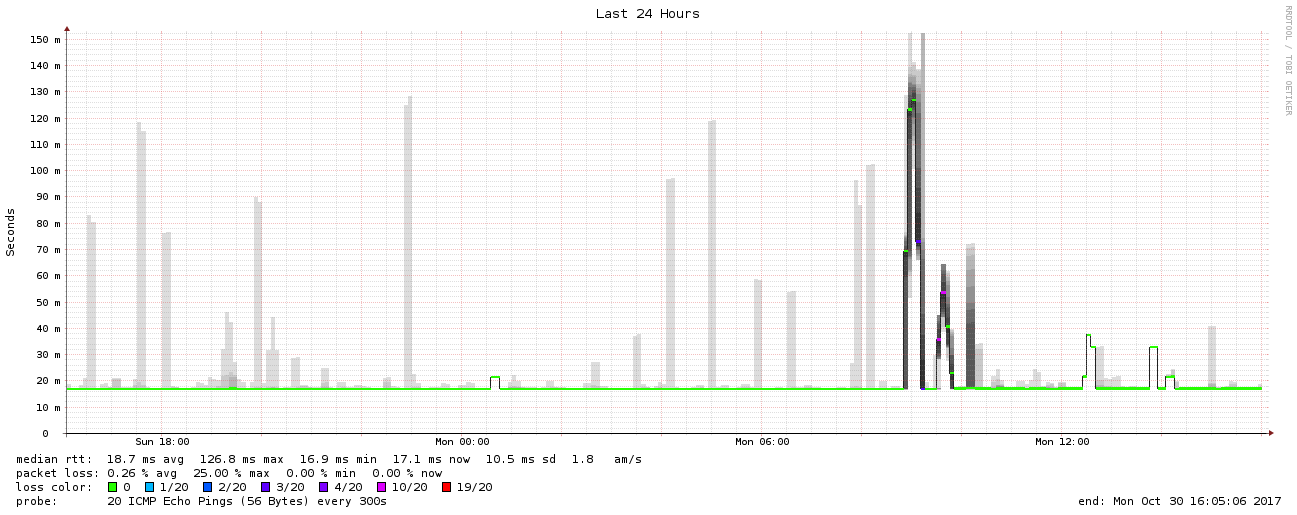 Last 24 Hours
RRDTOOL / TOBI OETIKER
Seconds
150 m
140 m
130 m
120 m
110 m
100 m
90 m
80 m
70 m
60 m
50 m
40 m
30 m
20 m
10 m
0
Sun 18:00 Mon 00:00 Mon 06:00 Mon 12:00
median rtt: 18.7 ms avg 126.8 ms max 16.9 ms min 17.1 ms now 10.5 ms sd 1.8 am/s
packet loss: 0.26 % avg 25.00 % max 0.00 % min 0.00 % now
loss color: 0 1/20 2/20 3/20 4/20 10/20 19/20
probe: 20 ICMP Echo Pings (56 Bytes) every 300s end: Mon Oct 30 16:05:06 2017